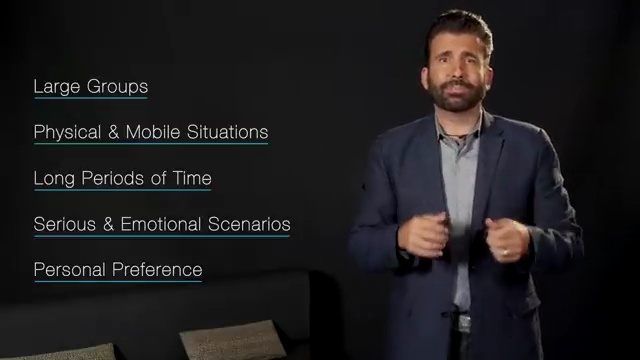 Large Groups
Physical & Mobile Situations
Long Periods of Time
Serious & Emotional Scenarios
Personal Preference